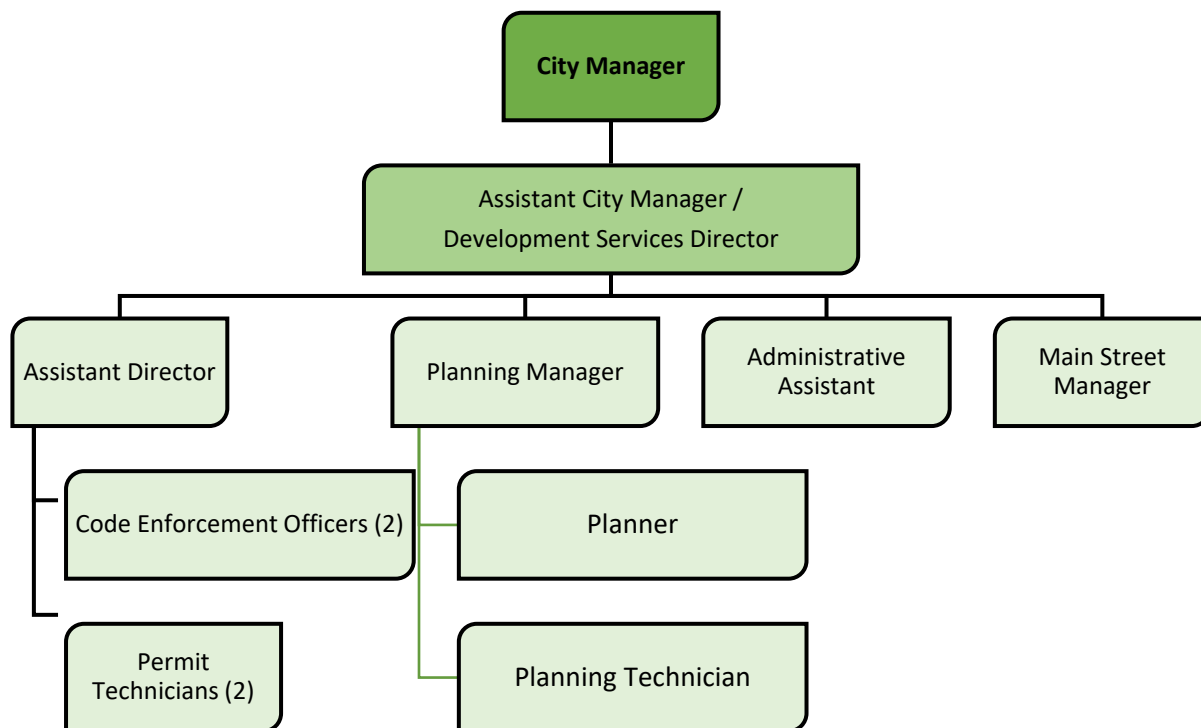 City Manager
Assistant City Manager /
Development Services Director
Assistant Director
Planning Manager
Administrative
Assistant
Main Street
Manager
Code Enforcement Officers (2)
Planner
Permit
Technicians (2)
Planning Technician